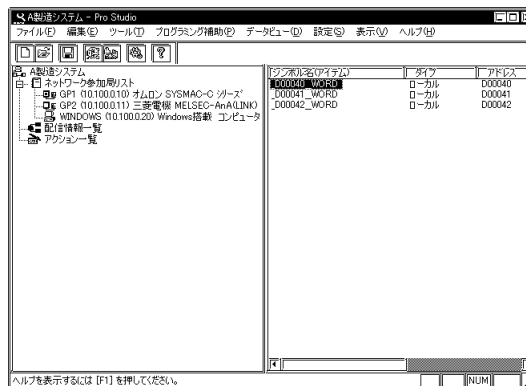 A製造システム - Pro Studio
ファイル(F) 編集(E) ツール(T) プログラミング補助(P) データビュー(D) 設定(S) 表示(V) ヘルプ(H)
A製造システム
ネットワーク参加局リスト
GP1 (10.100.0.10) オムロン SYSMAC-C シリーズ
GP2 (10.100.0.11) 三菱電機 MELSEC-AnA(LINK)
WINDOWS (10.100.0.20) Windows搭載 コンピュータ
配信情報一覧
アクション一覧
シンボル名(アイテム) タイプ アドレス
_D00040_WORD ローカル D00040
_D00041_WORD ローカル D00041
_D00042_WORD ローカル D00042
ヘルプを表示するには [F1] を押してください。
NUM